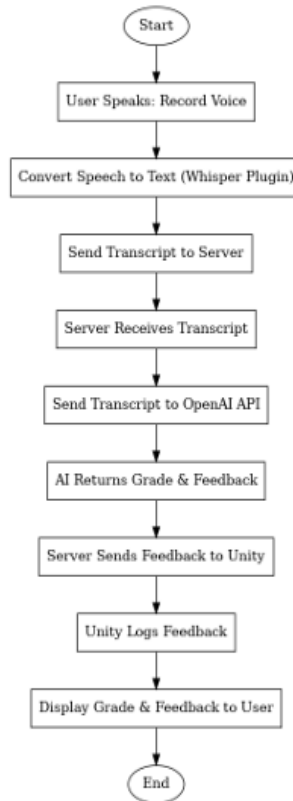 Start
User Speaks: Record Voice
Convert Speech to Text (Whisper Plugin)
Send Transcript to Server
Server Receives Transcript
Send Transcript to OpenAI API
AI Returns Grade & Feedback
Server Sends Feedback to Unity
Unity Logs Feedback
Display Grade & Feedback to User
End